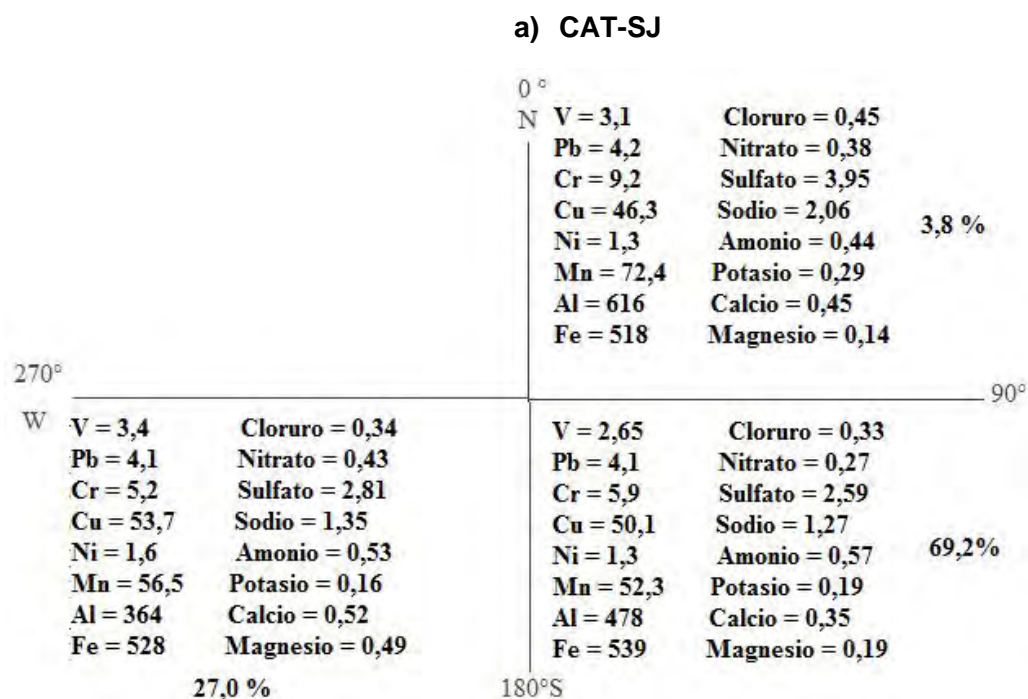 a) CAT-SJ
0 °
N
V = 3,1 Cloruro = 0,45
Pb = 4,2 Nitrato = 0,38
Cr = 9,2 Sulfato = 3,95
Cu = 46,3 Sodio = 2,06
3,8 %
Ni = 1,3 Amonio = 0,44
Mn = 72,4 Potasio = 0,29
Al = 616 Calcio = 0,45
Fe = 518 Magnesio = 0,14
270°
W
90°
V = 3,4 Cloruro = 0,34
Pb = 4,1 Nitrato = 0,43
Cr = 5,2 Sulfato = 2,81
Cu = 53,7 Sodio = 1,35
Ni = 1,6 Amonio = 0,53
Mn = 56,5 Potasio = 0,16
Al = 364 Calcio = 0,52
Fe = 528 Magnesio = 0,49
27,0 %
V = 2,65 Cloruro = 0,33
Pb = 4,1 Nitrato = 0,27
Cr = 5,9 Sulfato = 2,59
Cu = 50,1 Sodio = 1,27
Ni = 1,3 Amonio = 0,57
69,2%
Mn = 52,3 Potasio = 0,19
Al = 478 Calcio = 0,35
Fe = 539 Magnesio = 0,19
180°S